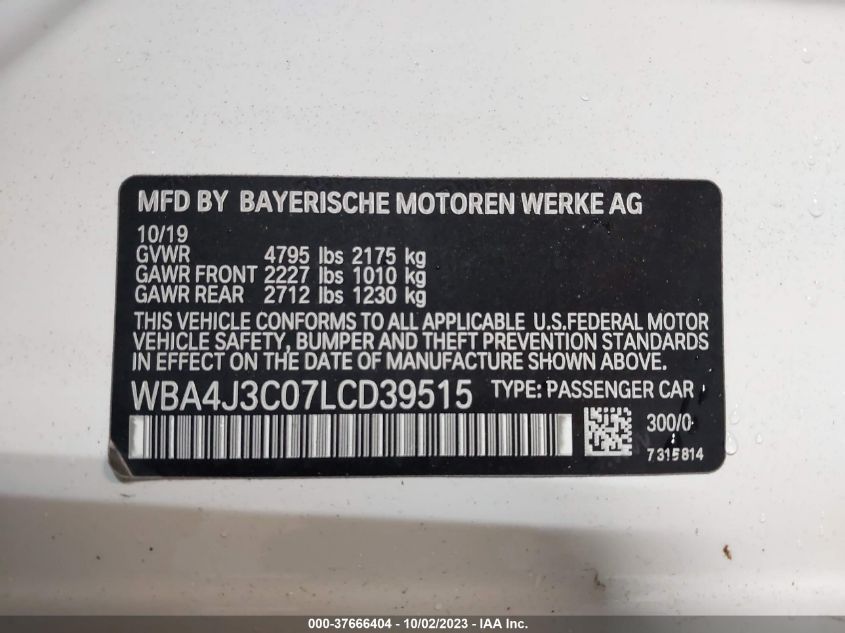 MFD BY BAYERISCHE MOTOREN WERKE AG
10/19
GVWR 4795 lbs 2175 kg
GAWR FRONT 2227 lbs 1010 kg
GAWR REAR 2712 lbs 1230 kg
THIS VEHICLE CONFORMS TO ALL APPLICABLE U.S.FEDERAL MOTOR
VEHICLE SAFETY, BUMPER AND THEFT PREVENTION STANDARDS
IN EFFECT ON THE DATE OF MANUFACTURE SHOWN ABOVE.
WBA4J3C07LCD39515 TYPE: PASSENGER CAR
300/0
7315814
000-37666404 - 10/02/2023 - IAA Inc.